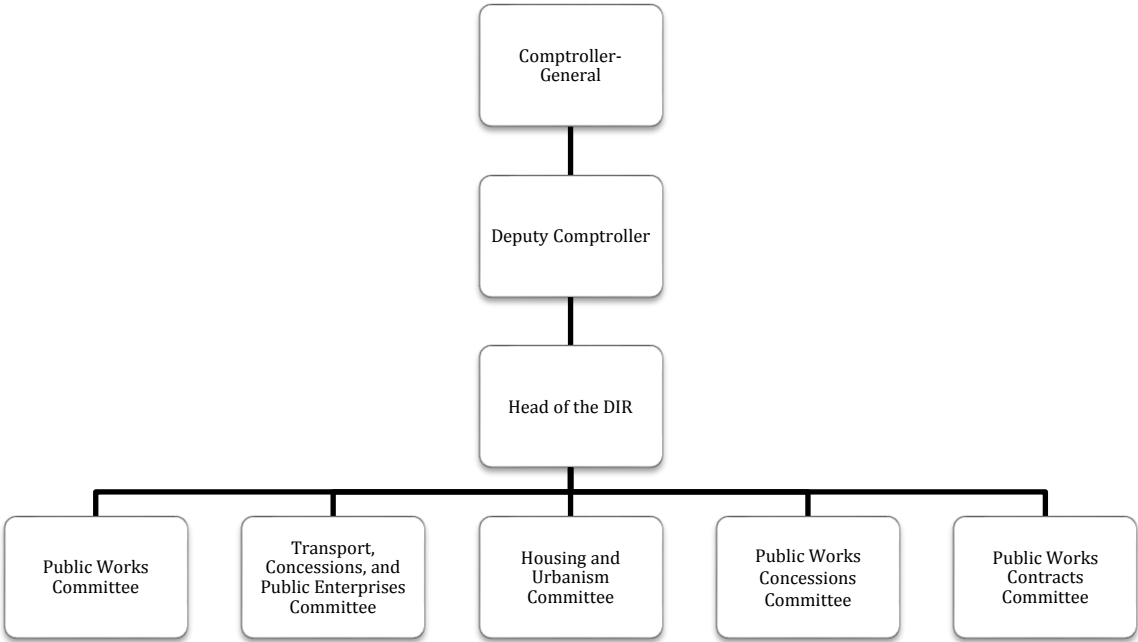 Comptroller-
General
Deputy Comptroller
Head of the DIR
Public Works
Committee
Transport,
Concessions, and
Public Enterprises
Committee
Housing and
Urbanism
Committee
Public Works
Concessions
Committee
Public Works
Contracts
Committee